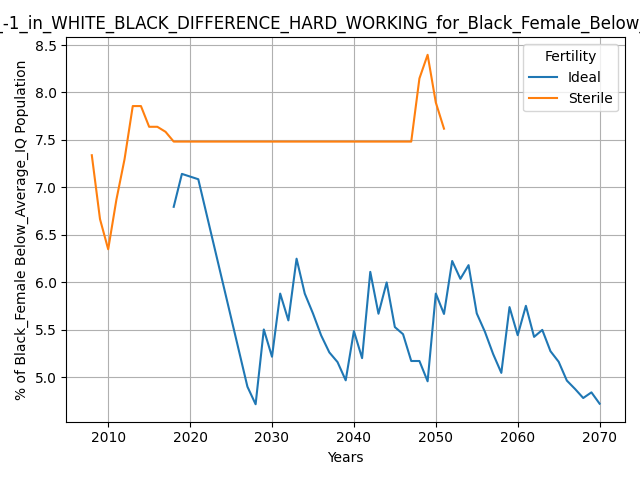 _-1_in_WHITE_BLACK_DIFFERENCE_HARD_WORKING_for_Black_Female_Below_
8.5
8.0
7.5
7.0
6.5
6.0
5.5
5.0
% of Black_Female Below_Average_IQ Population
Fertility
Ideal
Sterile
2010 2020 2030 2040 2050 2060 2070
Years